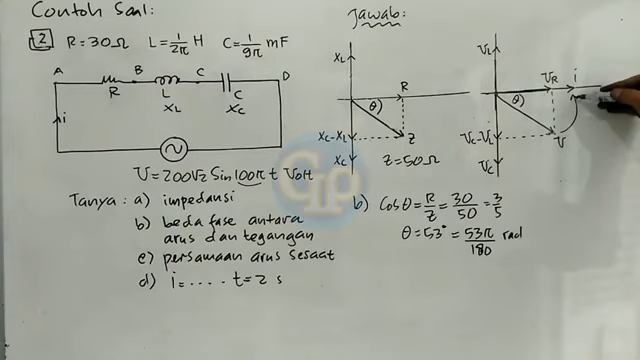 Contoh Soal:
2 R = 30 Ω L = 1/2π H C = 1/9π mF
A B C D
R L C
XL XC
i
V = 200√2 Sin 100π t Volt
Tanya : a) impedansi
b) beda fase antara
arus dan tegangan
c) persamaan arus sesaat
d) i = ..... t = 2 s
Jawab:
XL
R
θ)
XC-XL
Z
XC
Z = 50 Ω
VL
VR i
θ)
VC-VL
V
VC
b) Cos θ = R/Z = 30/50 = 3/5
θ = 53° = 53π/180 rad